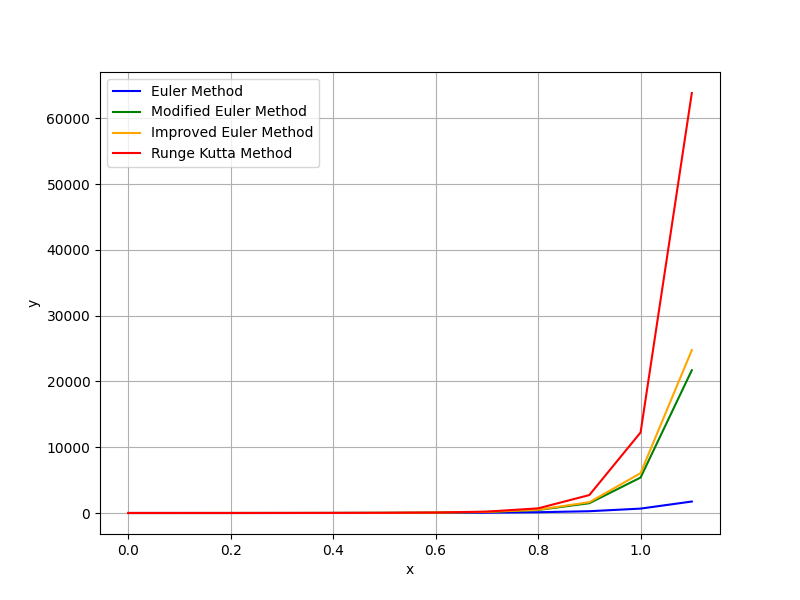 Euler Method
Modified Euler Method
Improved Euler Method
Runge Kutta Method
60000
50000
40000
30000
20000
10000
0
y
0.0 0.2 0.4 0.6 0.8 1.0
x